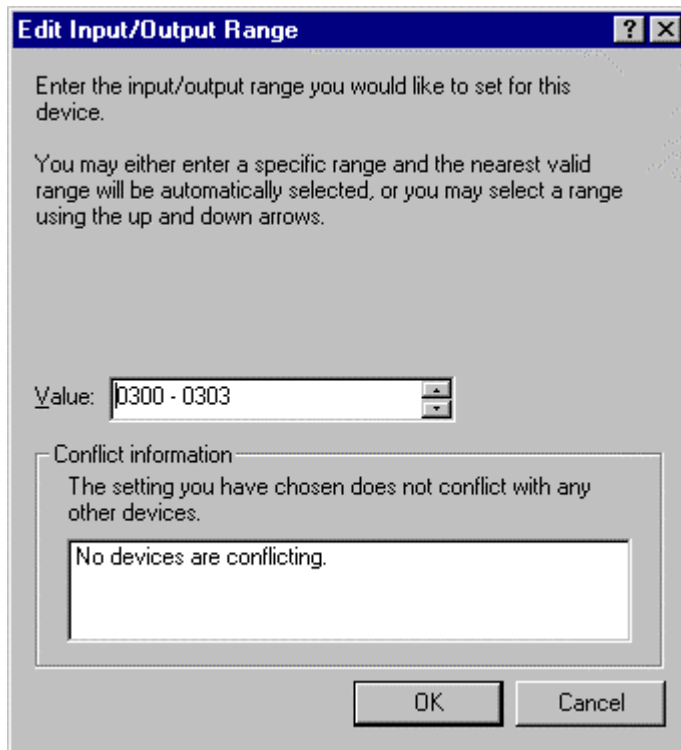 Edit Input/Output Range
Enter the input/output range you would like to set for this
device.
You may either enter a specific range and the nearest valid
range will be automatically selected, or you may select a range
using the up and down arrows.
Value: 0300 - 0303
Conflict information
The setting you have chosen does not conflict with any
other devices.
No devices are conflicting.
OK Cancel